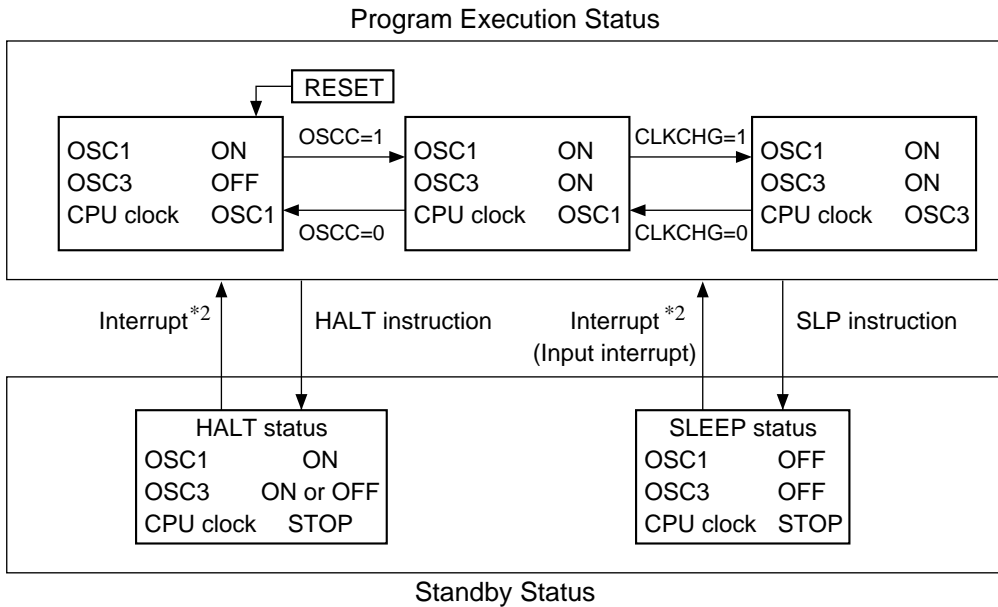 Program Execution Status
RESET
OSC1 ON
OSC3 OFF
CPU clock OSC1
OSCC=1
OSCC=0
OSC1 ON
OSC3 ON
CPU clock OSC1
CLKCHG=1
CLKCHG=0
OSC1 ON
OSC3 ON
CPU clock OSC3
Interrupt*2
HALT instruction
Interrupt*2
(Input interrupt)
SLP instruction
HALT status
OSC1 ON
OSC3 ON or OFF
CPU clock STOP
SLEEP status
OSC1 OFF
OSC3 OFF
CPU clock STOP
Standby Status